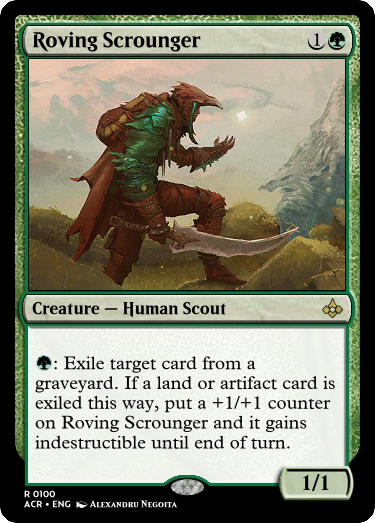 Roving Scrounger 1
Creature — Human Scout
: Exile target card from a
graveyard. If a land or artifact card is
exiled this way, put a +1/+1 counter
on Roving Scrounger and it gains
indestructible until end of turn.
1/1
R 0100
ACR • ENG Alexandru Negoita